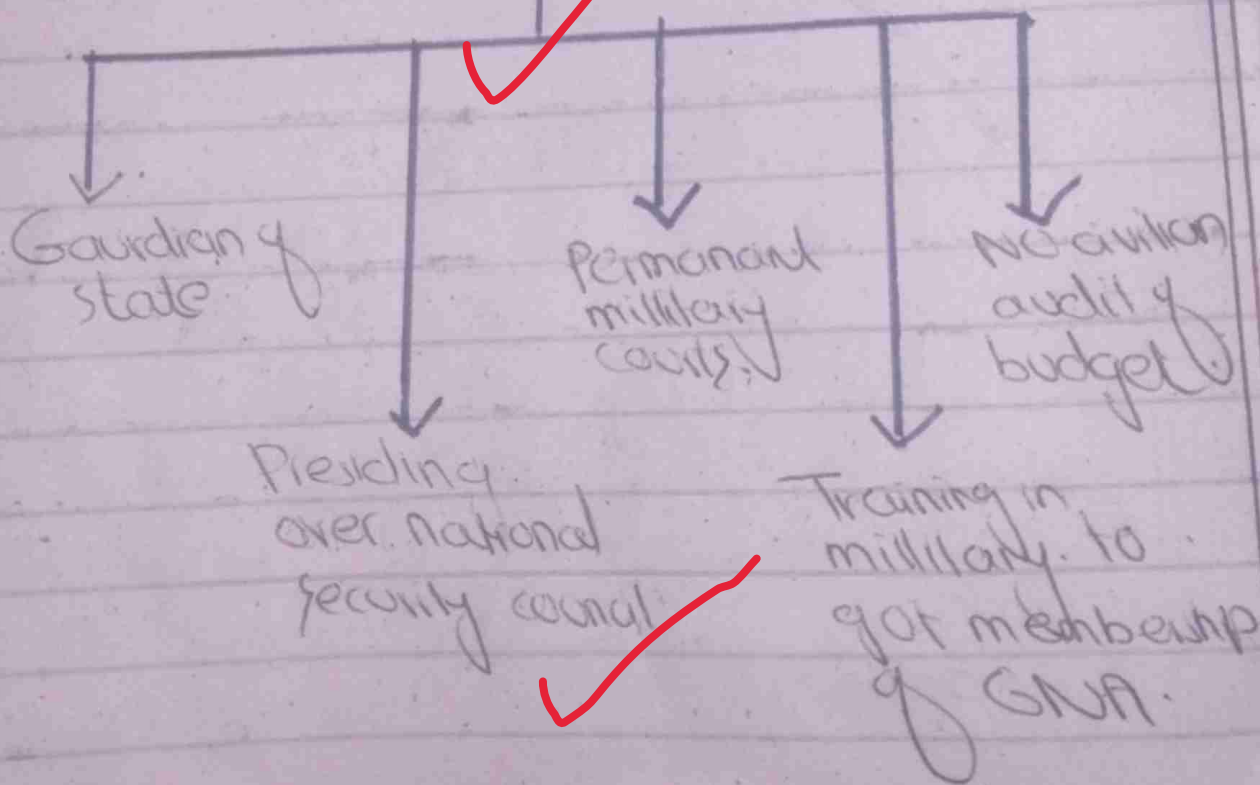 Gaurdian of
state
Presiding
over national
security council
Permanant
millitary
courts.
Training in
millitary to
got membership
of GNA.
No civilian
audit of
budget